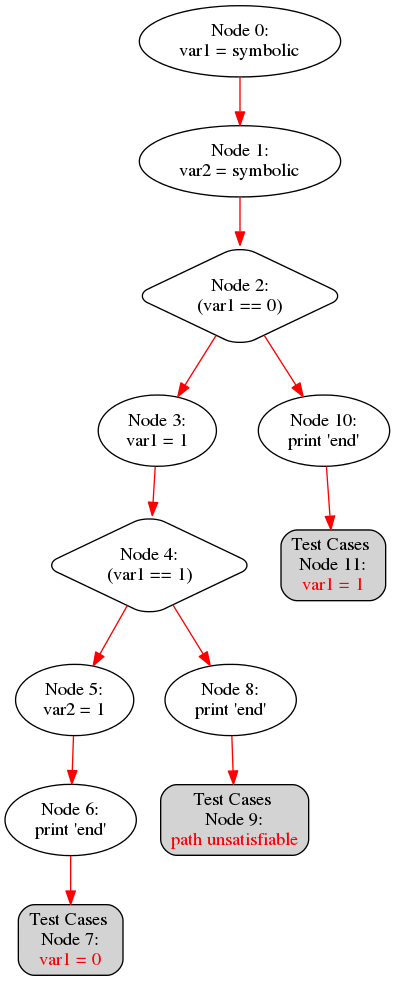 Node 0:
var1 = symbolic
Node 1:
var2 = symbolic
Node 2:
(var1 == 0)
Node 3:
var1 = 1
Node 10:
print 'end'
Node 4:
(var1 == 1)
Test Cases
Node 11:
var1 = 1
Node 5:
var2 = 1
Node 8:
print 'end'
Node 6:
print 'end'
Test Cases
Node 9:
path unsatisfiable
Test Cases
Node 7:
var1 = 0